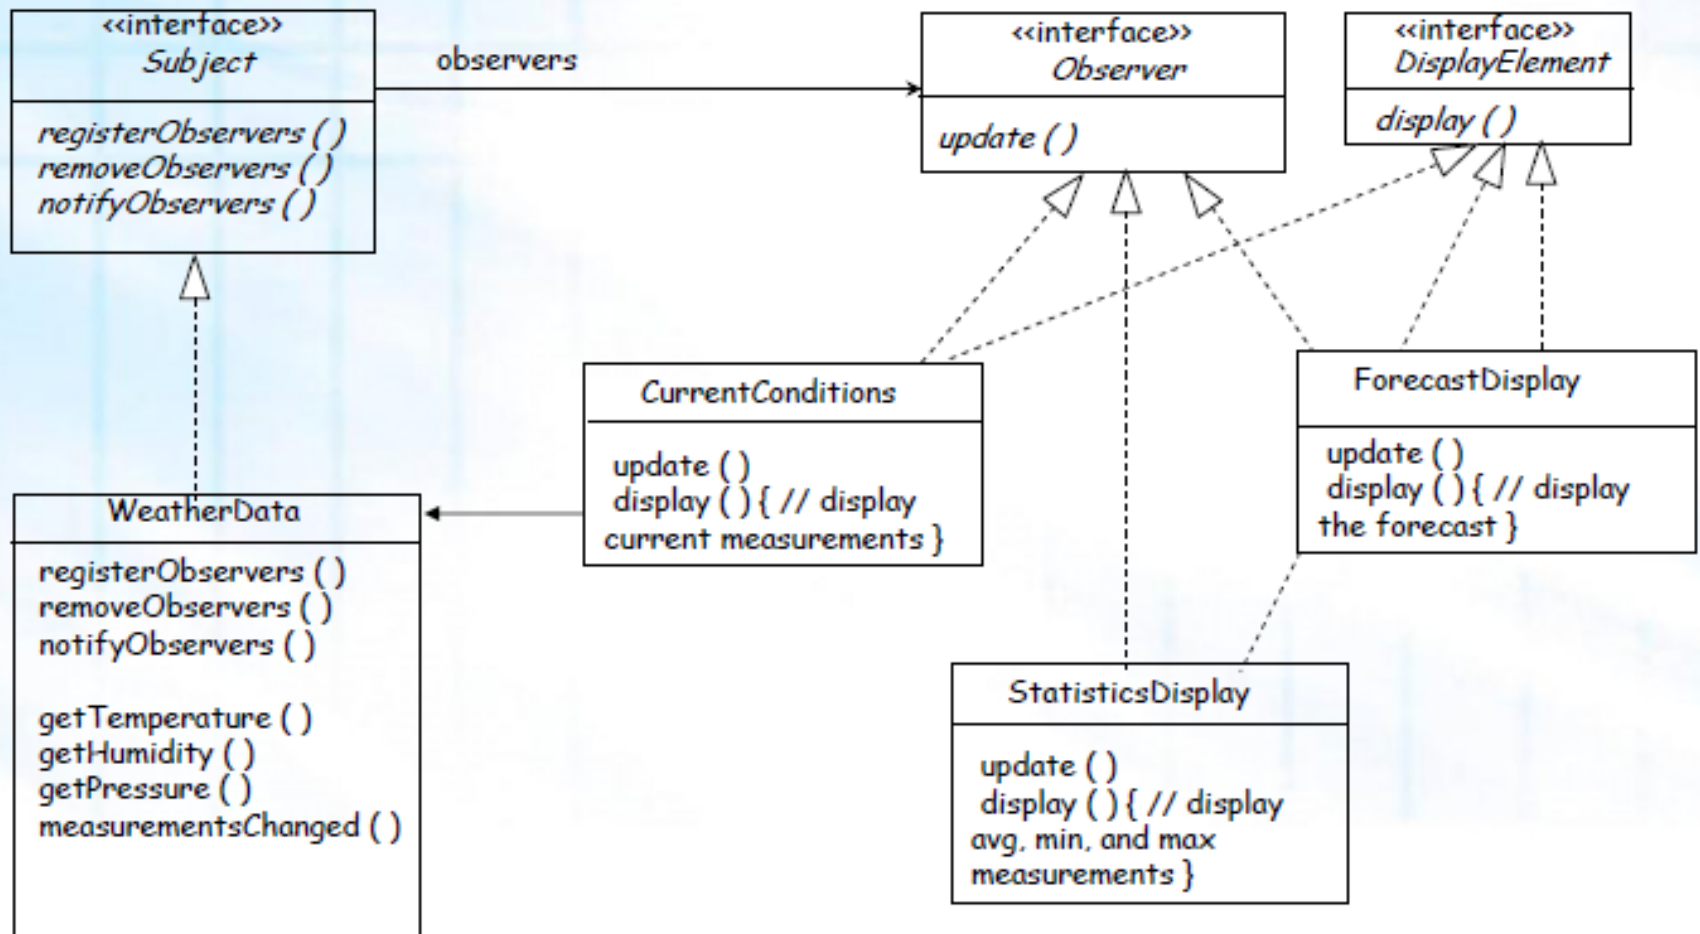 <<interface>>
Subject
registerObservers ( )
removeObservers ( )
notifyObservers ( )
observers
<<interface>>
Observer
update ( )
<<interface>>
DisplayElement
display ( )
CurrentConditions
update ( )
display ( ) { // display
current measurements }
ForecastDisplay
update ( )
display ( ) { // display
the forecast }
WeatherData
registerObservers ( )
removeObservers ( )
notifyObservers ( )
getTemperature ( )
getHumidity ( )
getPressure ( )
measurementsChanged ( )
StatisticsDisplay
update ( )
display ( ) { // display
avg, min, and max
measurements }